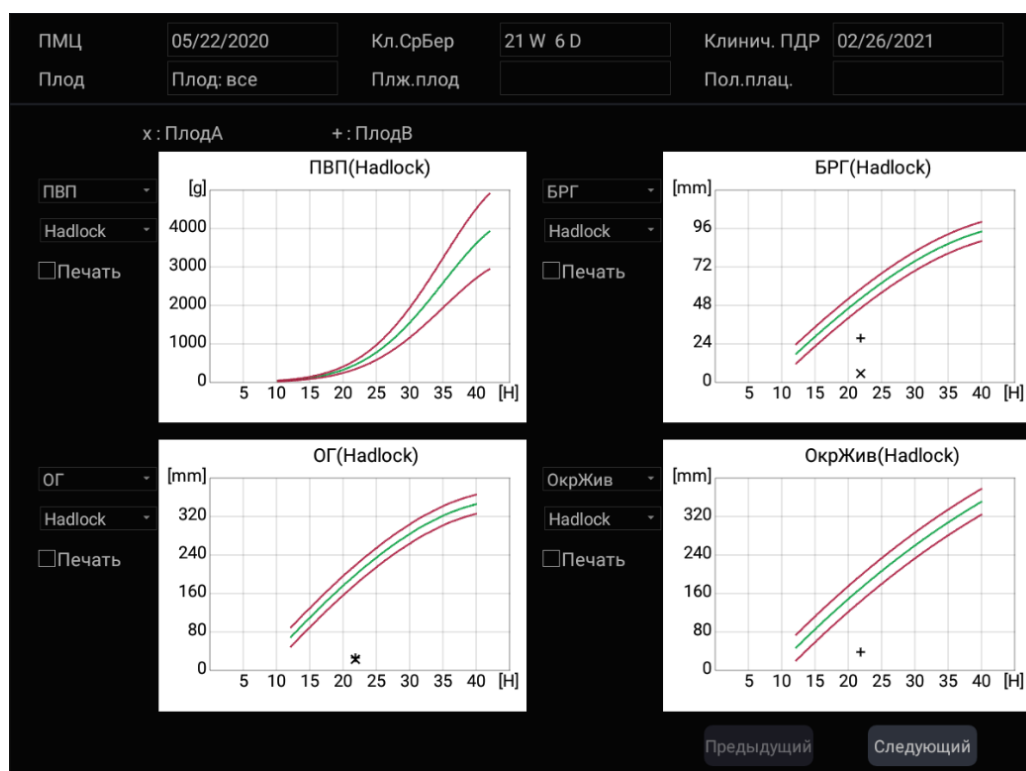 ПМЦ 05/22/2020 Кл.СрБер 21 W 6 D Клинич. ПДР 02/26/2021
Плод Плод: все Плж.плод Пол.плац.
x : ПлодА + : ПлодВ
ПВП
Hadlock
Печать
ПВП(Hadlock)
[g]
4000
3000
2000
1000
0
5 10 15 20 25 30 35 40 [Н]
БРГ
Hadlock
Печать
БРГ(Hadlock)
[mm]
96
72
48
24
0
5 10 15 20 25 30 35 40 [Н]
ОГ
Hadlock
Печать
ОГ(Hadlock)
[mm]
320
240
160
80
0
5 10 15 20 25 30 35 40 [Н]
ОкрЖив
Hadlock
Печать
ОкрЖив(Hadlock)
[mm]
320
240
160
80
0
5 10 15 20 25 30 35 40 [Н]
Предыдущий Следующий